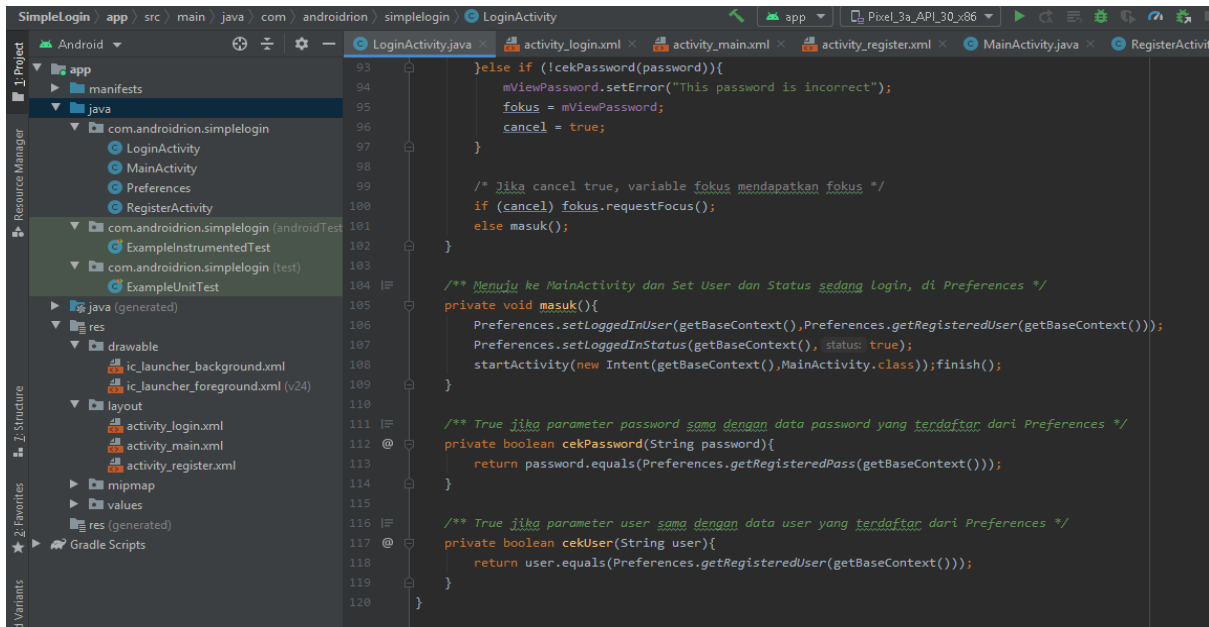 SimpleLogin app src main java com androidrion simplelogin LoginActivity
app Pixel_3a_API_30_x86
Android
LoginActivity.java activity_login.xml activity_main.xml activity_register.xml MainActivity.java RegisterActivit
1: Project
Resource Manager
7: Structure
2: Favorites
d Variants
app
manifests
java
com.androidrion.simplelogin
LoginActivity
MainActivity
Preferences
RegisterActivity
com.androidrion.simplelogin (androidTest
ExampleInstrumentedTest
com.androidrion.simplelogin (test)
ExampleUnitTest
java (generated)
res
drawable
ic_launcher_background.xml
ic_launcher_foreground.xml (v24)
layout
activity_login.xml
activity_main.xml
activity_register.xml
mipmap
values
res (generated)
Gradle Scripts
93 }else if (!cekPassword(password)){
94 mViewPassword.setError("This password is incorrect");
95 fokus = mViewPassword;
96 cancel = true;
97 }
98
99 /* Jika cancel true, variable fokus mendapatkan fokus */
100 if (cancel) fokus.requestFocus();
101 else masuk();
102 }
103
104 /** Menuju ke MainActivity dan Set User dan Status sedang login, di Preferences */
105 private void masuk(){
106 Preferences.setLoggedInUser(getBaseContext(),Preferences.getRegisteredUser(getBaseContext()));
107 Preferences.setLoggedInStatus(getBaseContext(), status: true);
108 startActivity(new Intent(getBaseContext(),MainActivity.class));finish();
109 }
110
111 /** True jika parameter password sama dengan data password yang terdaftar dari Preferences */
112 @ private boolean cekPassword(String password){
113 return password.equals(Preferences.getRegisteredPass(getBaseContext()));
114 }
115
116 /** True jika parameter user sama dengan data user yang terdaftar dari Preferences */
117 @ private boolean cekUser(String user){
118 return user.equals(Preferences.getRegisteredUser(getBaseContext()));
119 }
120 }